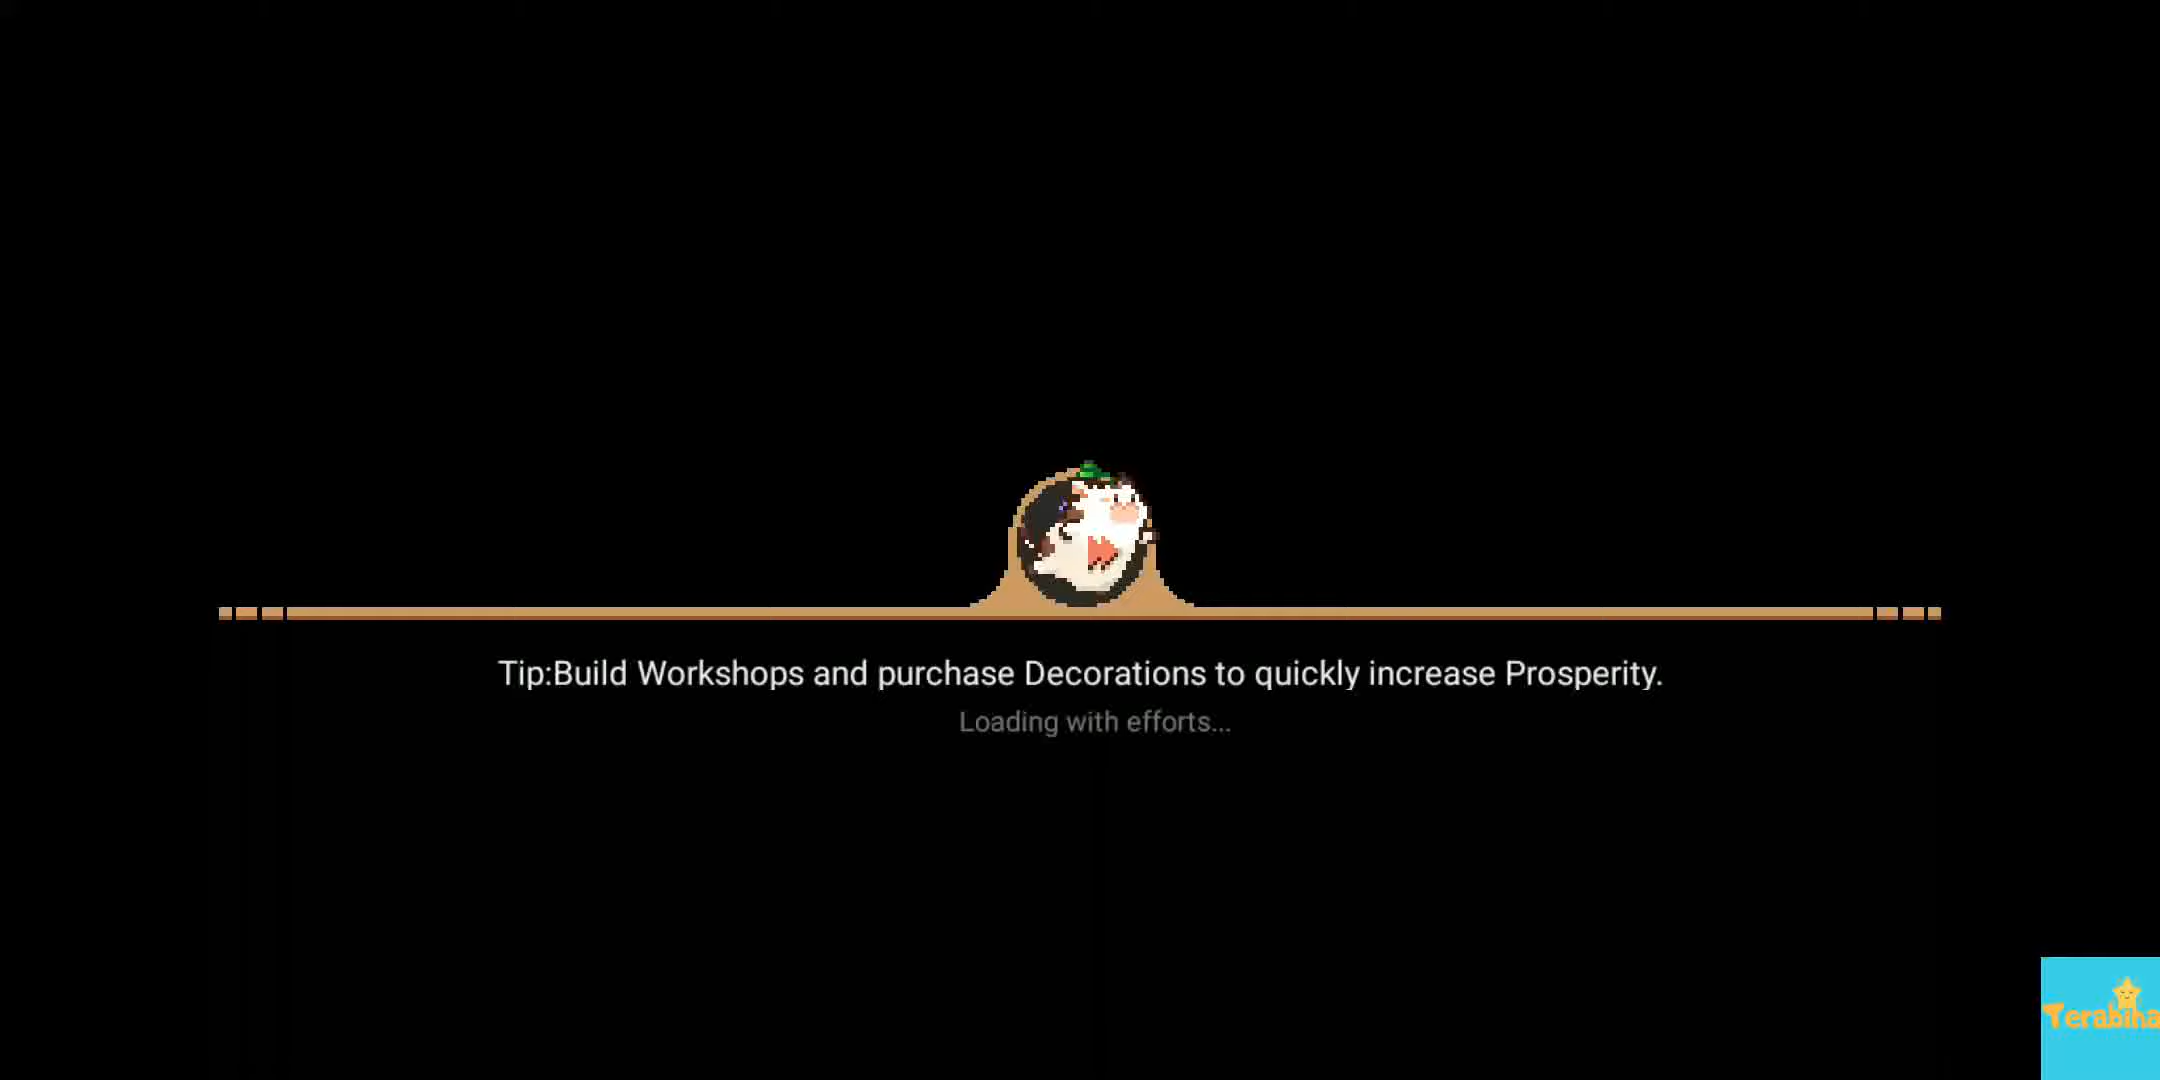 Tip:Build Workshops and purchase Decorations to quickly increase Prosperity.
Loading with efforts...
Terabiha